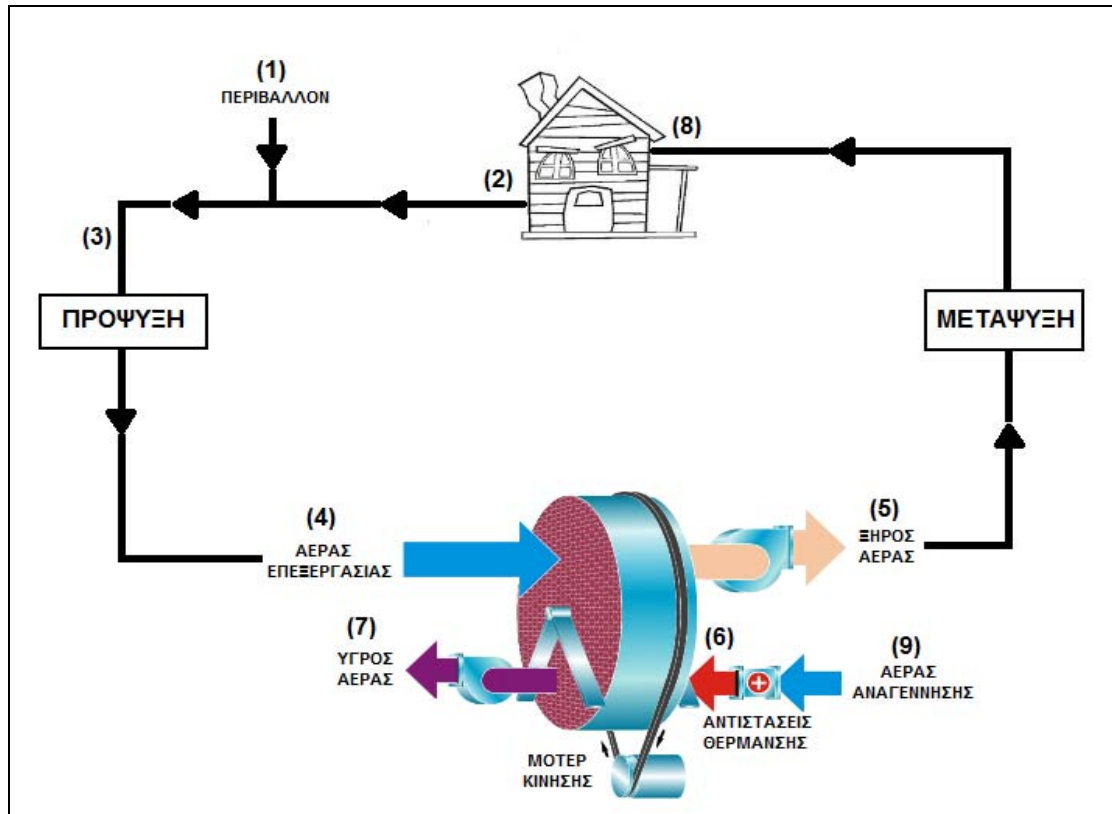 (1)
ΠΕΡΙΒΑΛΛΟΝ
(8)
(2)
(3)
ΠΡΟΨΥΞΗ
ΜΕΤΑΨΥΞΗ
(4)
ΑΕΡΑΣ
ΕΠΕΞΕΡΓΑΣΙΑΣ
(5)
ΞΗΡΟΣ
ΑΕΡΑΣ
(7)
ΥΓΡΟΣ
ΑΕΡΑΣ
(6)
ΑΝΤΙΣΤΑΣΕΙΣ
ΘΕΡΜΑΝΣΗΣ
(9)
ΑΕΡΑΣ
ΑΝΑΓΕΝΝΗΣΗΣ
ΜΟΤΕΡ
ΚΙΝΗΣΗΣ